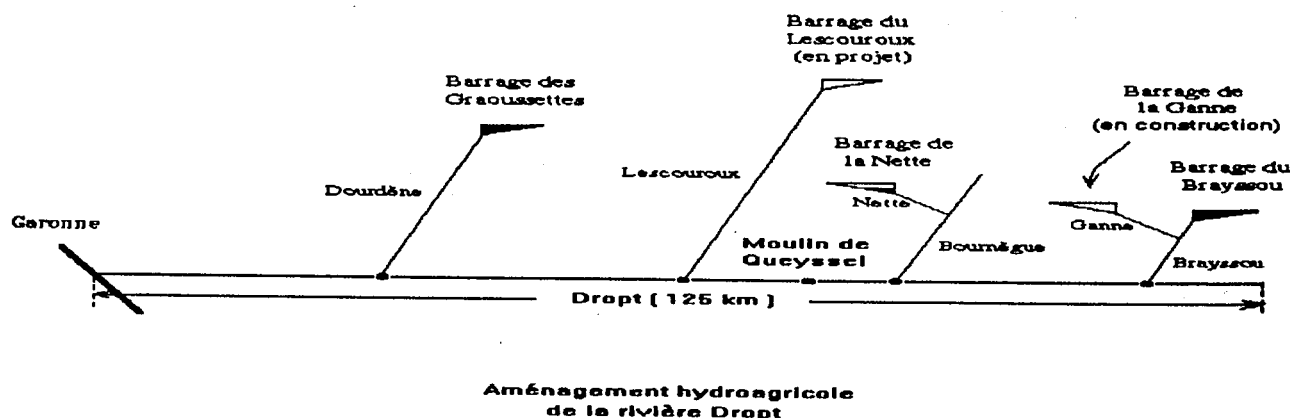 Barrage du
Lescouroux
(en projet)
Barrage des
Graoussettes
Barrage de
la Ganne
(en construction)
Barrage de
la Nette
Barrage du
Brayssou
Dourdène
Lescouroux
Nette
Ganne
Garonne
Moulin de
Queyssel
Bournègue
Brayssou
Dropt ( 125 km )
Aménagement hydroagricole
de la rivière Dropt